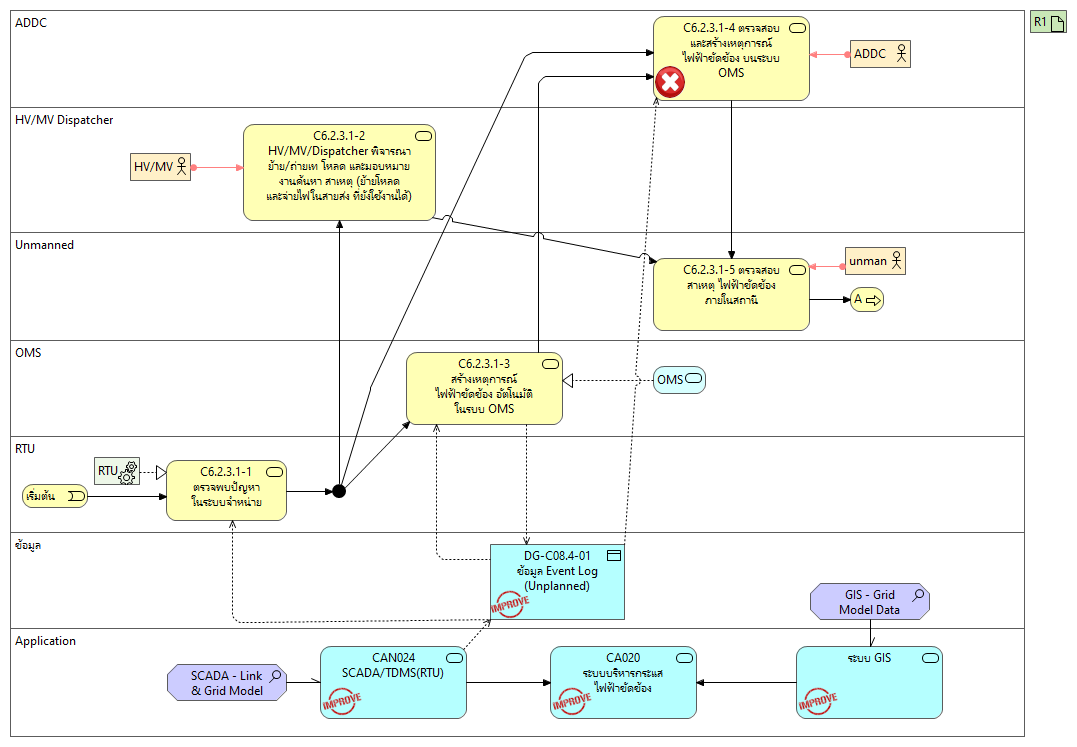 ADDC
R1
C6.2.3.1-4 ตรวจสอบ
และสร้างเหตุการณ์
ไฟฟ้าขัดข้อง บนระบบ
OMS
ADDC
HV/MV Dispatcher
C6.2.3.1-2
HV/MV/Dispatcher พิจารณา
ย้าย/ถ่ายเท โหลด และมอบหมาย
งานค้นหา สาเหตุ (ย้ายโหลด
และจ่ายไฟในสายส่ง ที่ยังใช้งานได้)
HV/MV
Unmanned
C6.2.3.1-5 ตรวจสอบ
สาเหตุ ไฟฟ้าขัดข้อง
ภายในสถานี
unman
A
OMS
C6.2.3.1-3
สร้างเหตุการณ์
ไฟฟ้าขัดข้อง อัตโนมัติ
ในรบบ OMS
OMS
RTU
RTU
C6.2.3.1-1
ตรวจพบปัญหา
ในระบบจำหน่าย
เริ่มต้น
ข้อมูล
DG-C08.4-01
ข้อมูล Event Log
(Unplanned)
IMPROVE
GIS - Grid
Model Data
Application
SCADA - Link
& Grid Model
CAN024
SCADA/TDMS(RTU)
IMPROVE
CA020
ระบบบริหารกระแส
ไฟฟ้าขัดข้อง
IMPROVE
ระบบ GIS
IMPROVE